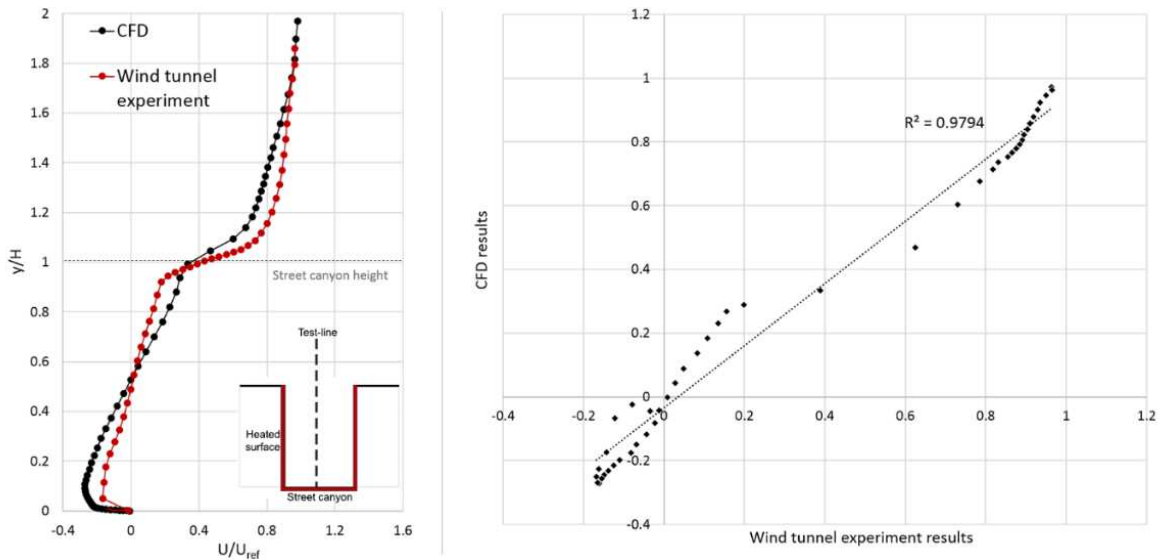 2
CFD
1.8
Wind tunnel
experiment
1.6
1.4
1.2
y/H
1
Street canyon height
0.8
Test-line
0.6
0.4
Heated
surface
0.2
Street canyon
0
-0.4
0
0.4
0.8
1.2
1.6
U/Uref
1
R² = 0.9794
0.8
0.6
CFD results
0.4
0.2
0
-0.4
-0.2
0
0.2
0.4
0.6
0.8
1
1.2
-0.2
-0.4
Wind tunnel experiment results